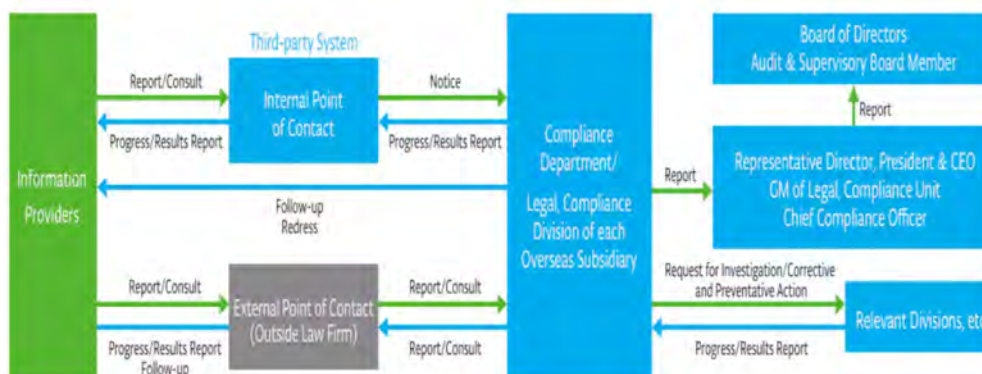 Third-party System
Board of Directors
Audit & Supervisory Board Member
Report/Consult
Notice
Internal Point
of Contact
Report
Progress/Results Report
Progress/Results Report
Compliance
Department/
Legal, Compliance
Division of each
Overseas Subsidiary
Report
Representative Director, President & CEO
GM of Legal, Compliance Unit
Chief Compliance Officer
Information
Providers
Follow-up
Redress
Report/Consult
External Point of Contact
(Outside Law Firm)
Report/Consult
Request for Investigation/Corrective
and Preventative Action
Relevant Divisions, etc
Progress/Results Report
Follow-up
Report/Consult
Progress/Results Report